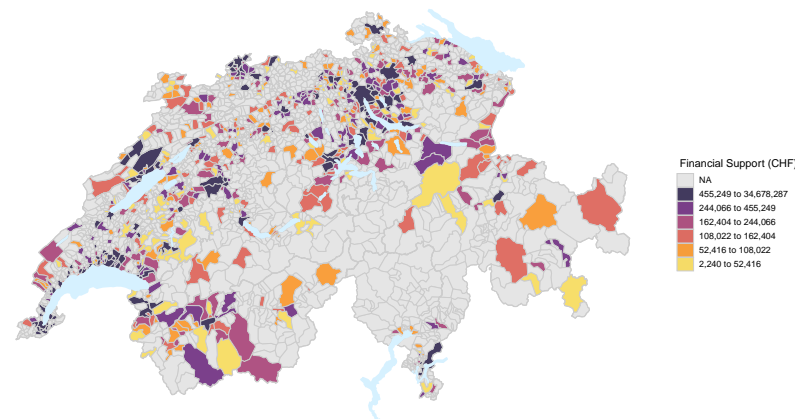 Financial Support (CHF)
NA
455,249 to 34,678,287
244,066 to 455,249
162,404 to 244,066
108,022 to 162,404
52,416 to 108,022
2,240 to 52,416